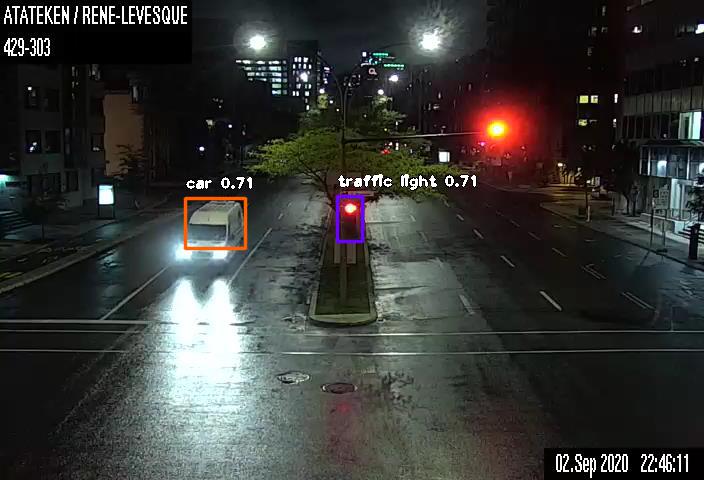 ATATEKEN / RENE-LEVESQUE
429-303
car 0.71
traffic light 0.71
02.Sep 2020 22:46:11